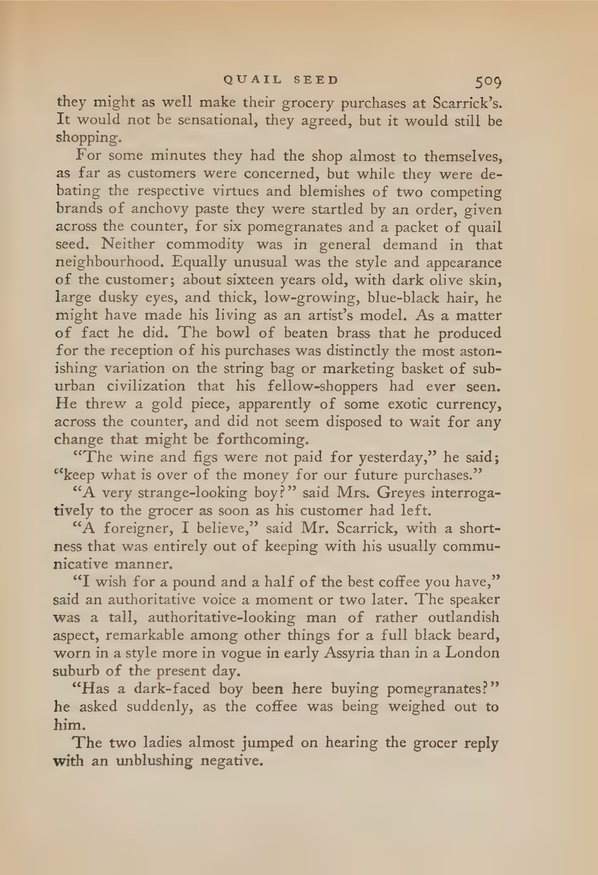 QUAIL SEED 509
they might as well make their grocery purchases at Scarrick's.
It would not be sensational, they agreed, but it would still be
shopping.
For some minutes they had the shop almost to themselves,
as far as customers were concerned, but while they were de-
bating the respective virtues and blemishes of two competing
brands of anchovy paste they were startled by an order, given
across the counter, for six pomegranates and a packet of quail
seed. Neither commodity was in general demand in that
neighbourhood. Equally unusual was the style and appearance
of the customer; about sixteen years old, with dark olive skin,
large dusky eyes, and thick, low-growing, blue-black hair, he
might have made his living as an artist's model. As a matter
of fact he did. The bowl of beaten brass that he produced
for the reception of his purchases was distinctly the most aston-
ishing variation on the string bag or marketing basket of sub-
urban civilization that his fellow-shoppers had ever seen.
He threw a gold piece, apparently of some exotic currency,
across the counter, and did not seem disposed to wait for any
change that might be forthcoming.
"The wine and figs were not paid for yesterday," he said;
"keep what is over of the money for our future purchases."
"A very strange-looking boy?" said Mrs. Greyes interroga-
tively to the grocer as soon as his customer had left.
"A foreigner, I believe," said Mr. Scarrick, with a short-
ness that was entirely out of keeping with his usually commu-
nicative manner.
"I wish for a pound and a half of the best coffee you have,"
said an authoritative voice a moment or two later. The speaker
was a tall, authoritative-looking man of rather outlandish
aspect, remarkable among other things for a full black beard,
worn in a style more in vogue in early Assyria than in a London
suburb of the present day.
"Has a dark-faced boy been here buying pomegranates?"
he asked suddenly, as the coffee was being weighed out to
him.
The two ladies almost jumped on hearing the grocer reply
with an unblushing negative.